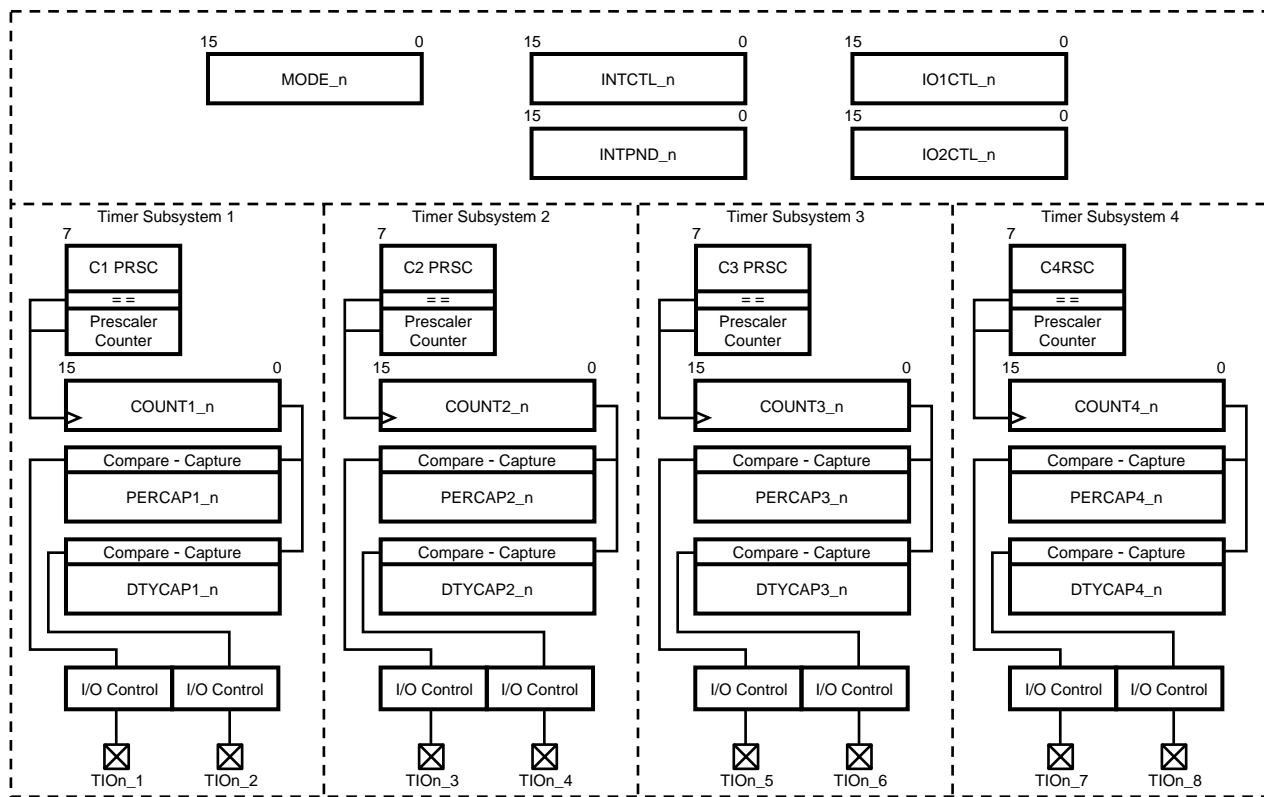 15 0 15 0 15 0
MODE_n INTCTL_n IO1CTL_n
15 0 15 0
INTPND_n IO2CTL_n
Timer Subsystem 1 Timer Subsystem 2 Timer Subsystem 3 Timer Subsystem 4
7 7 7 7
C1 PRSC C2 PRSC C3 PRSC C4RSC
= = = = = = = =
Prescaler Prescaler Prescaler Prescaler
Counter Counter Counter Counter
15 0 15 0 15 0 15 0
COUNT1_n COUNT2_n COUNT3_n COUNT4_n
Compare - Capture Compare - Capture Compare - Capture Compare - Capture
PERCAP1_n PERCAP2_n PERCAP3_n PERCAP4_n
Compare - Capture Compare - Capture Compare - Capture Compare - Capture
DTYCAP1_n DTYCAP2_n DTYCAP3_n DTYCAP4_n
I/O Control I/O Control I/O Control I/O Control I/O Control I/O Control I/O Control I/O Control
TIOn_1 TIOn_2 TIOn_3 TIOn_4 TIOn_5 TIOn_6 TIOn_7 TIOn_8